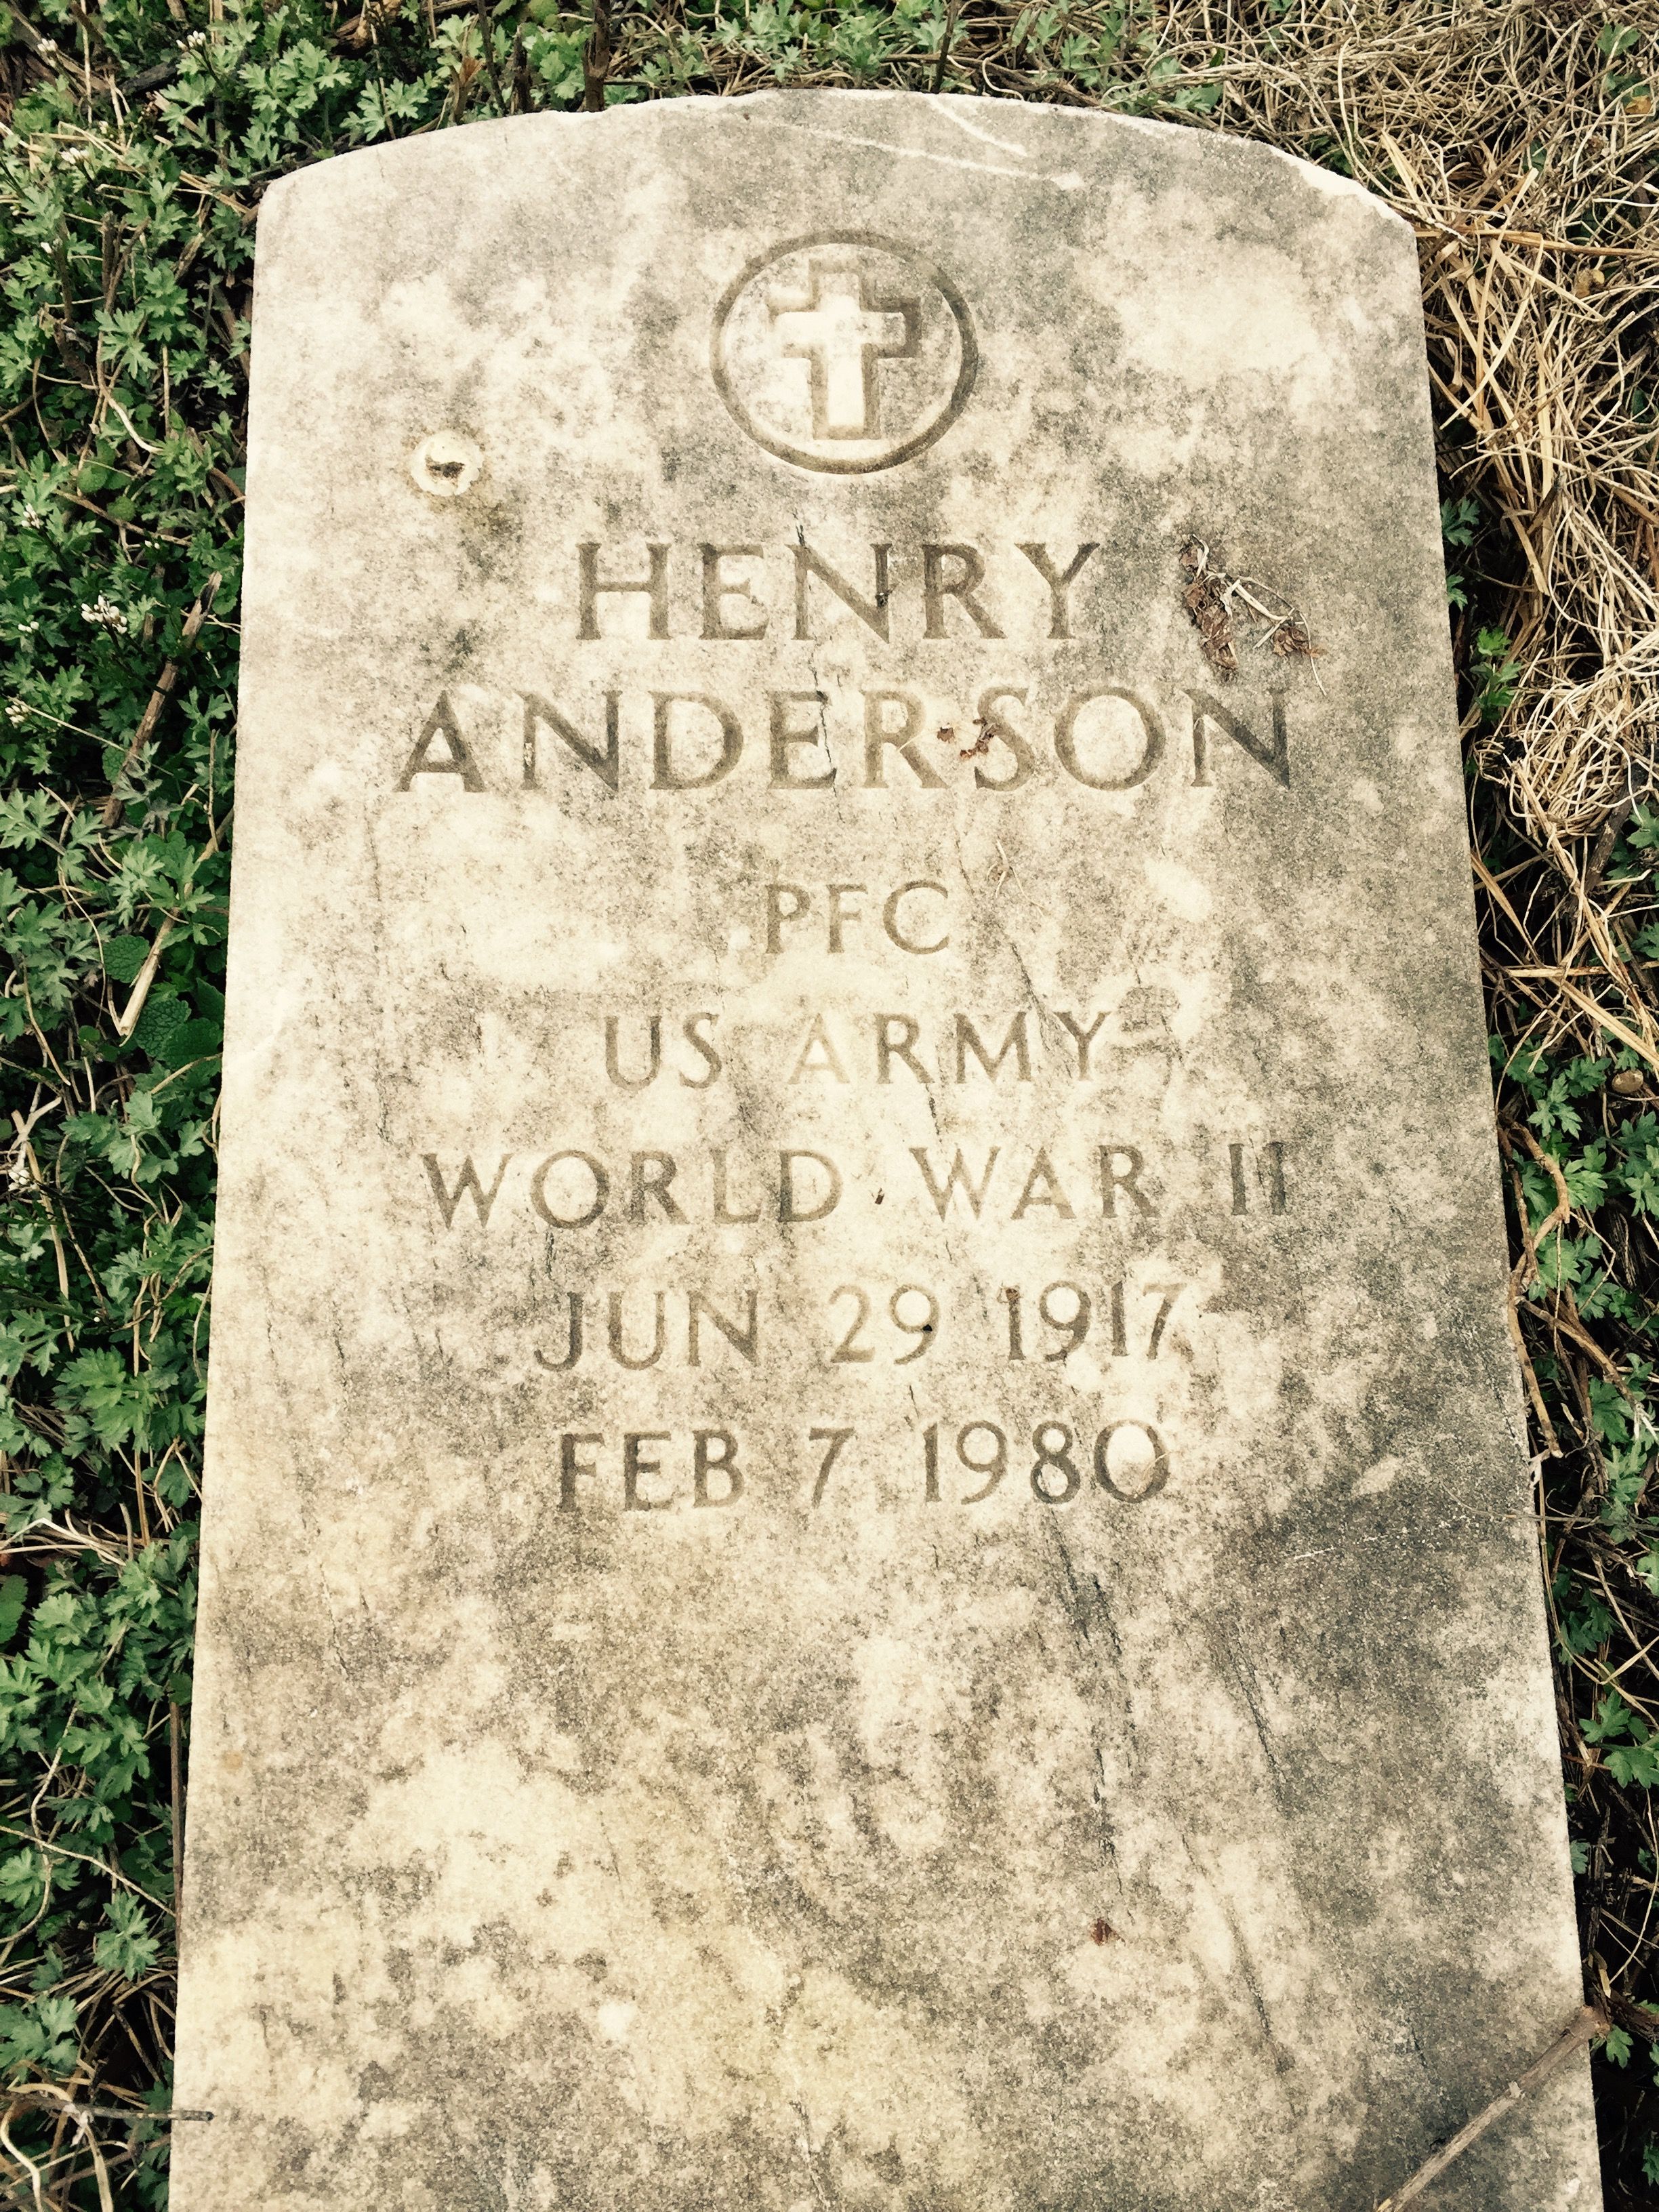 HENRY
ANDERSON
PFC
US ARMY
WORLD WAR II
JUN 29 1917
FEB 7 1980